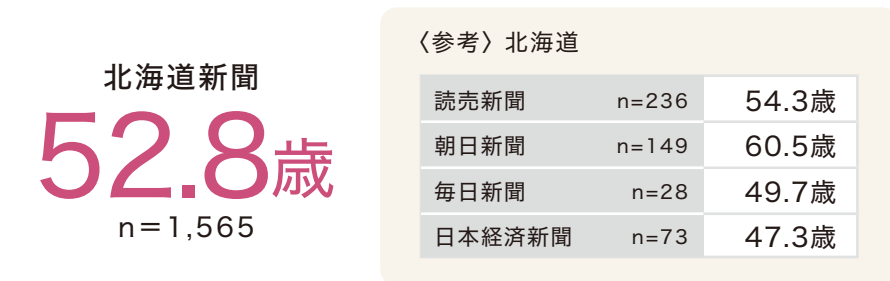 北海道新聞
52.8歳
n=1,565
〈参考〉北海道
読売新聞 n=236 54.3歳
朝日新聞 n=149 60.5歳
毎日新聞 n=28 49.7歳
日本経済新聞 n=73 47.3歳